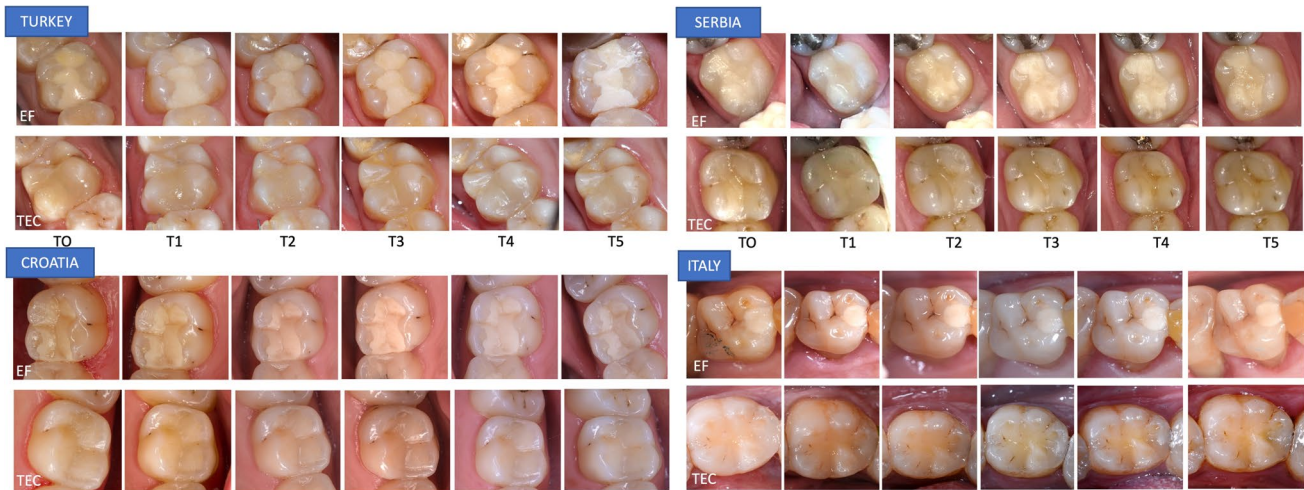 TURKEY
EF
TEC
TO T1 T2 T3 T4 T5
CROATIA
EF
TEC
SERBIA
EF
TEC
TO T1 T2 T3 T4 T5
ITALY
EF
TEC